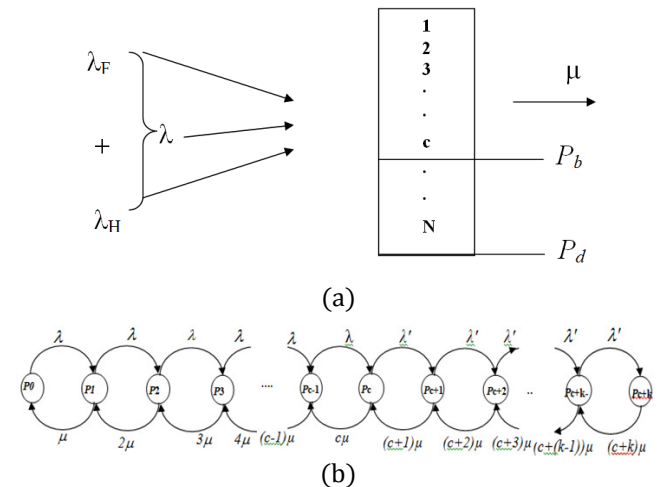 λF
+
λH
λ
1
2
3
.
.
c
.
.
N
μ
Pb
Pd
(a)
λ λ λ λ λ λ λ' λ' λ' λ' λ'
P0 P1 P2 P3 .... Pc-1 Pc Pc+1 Pc+2 .. Pc+k- Pc+k
μ 2μ 3μ 4μ (c-1)μ cμ (c+1)μ (c+2)μ (c+3)μ (c+(k-1))μ (c+k)μ
(b)